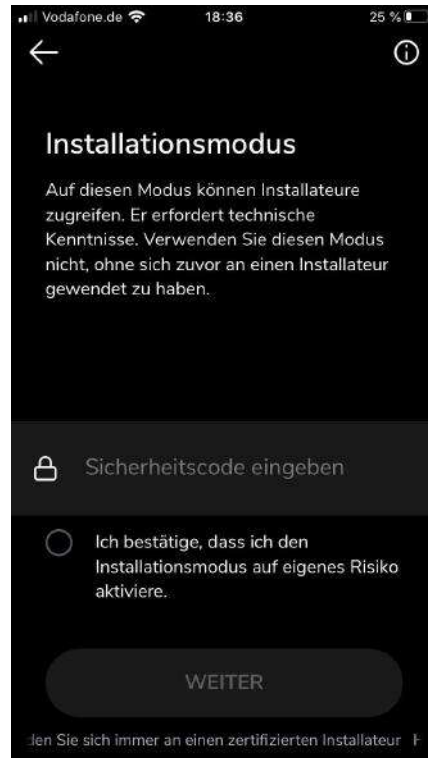 Vodafone.de 18:36 25 %
Installationsmodus
Auf diesen Modus können Installateure
zugreifen. Er erfordert technische
Kenntnisse. Verwenden Sie diesen Modus
nicht, ohne sich zuvor an einen Installateur
gewendet zu haben.
Sicherheitscode eingeben
Ich bestätige, dass ich den
Installationsmodus auf eigenes Risiko
aktiviere.
WEITER
den Sie sich immer an einen zertifizierten Installateur